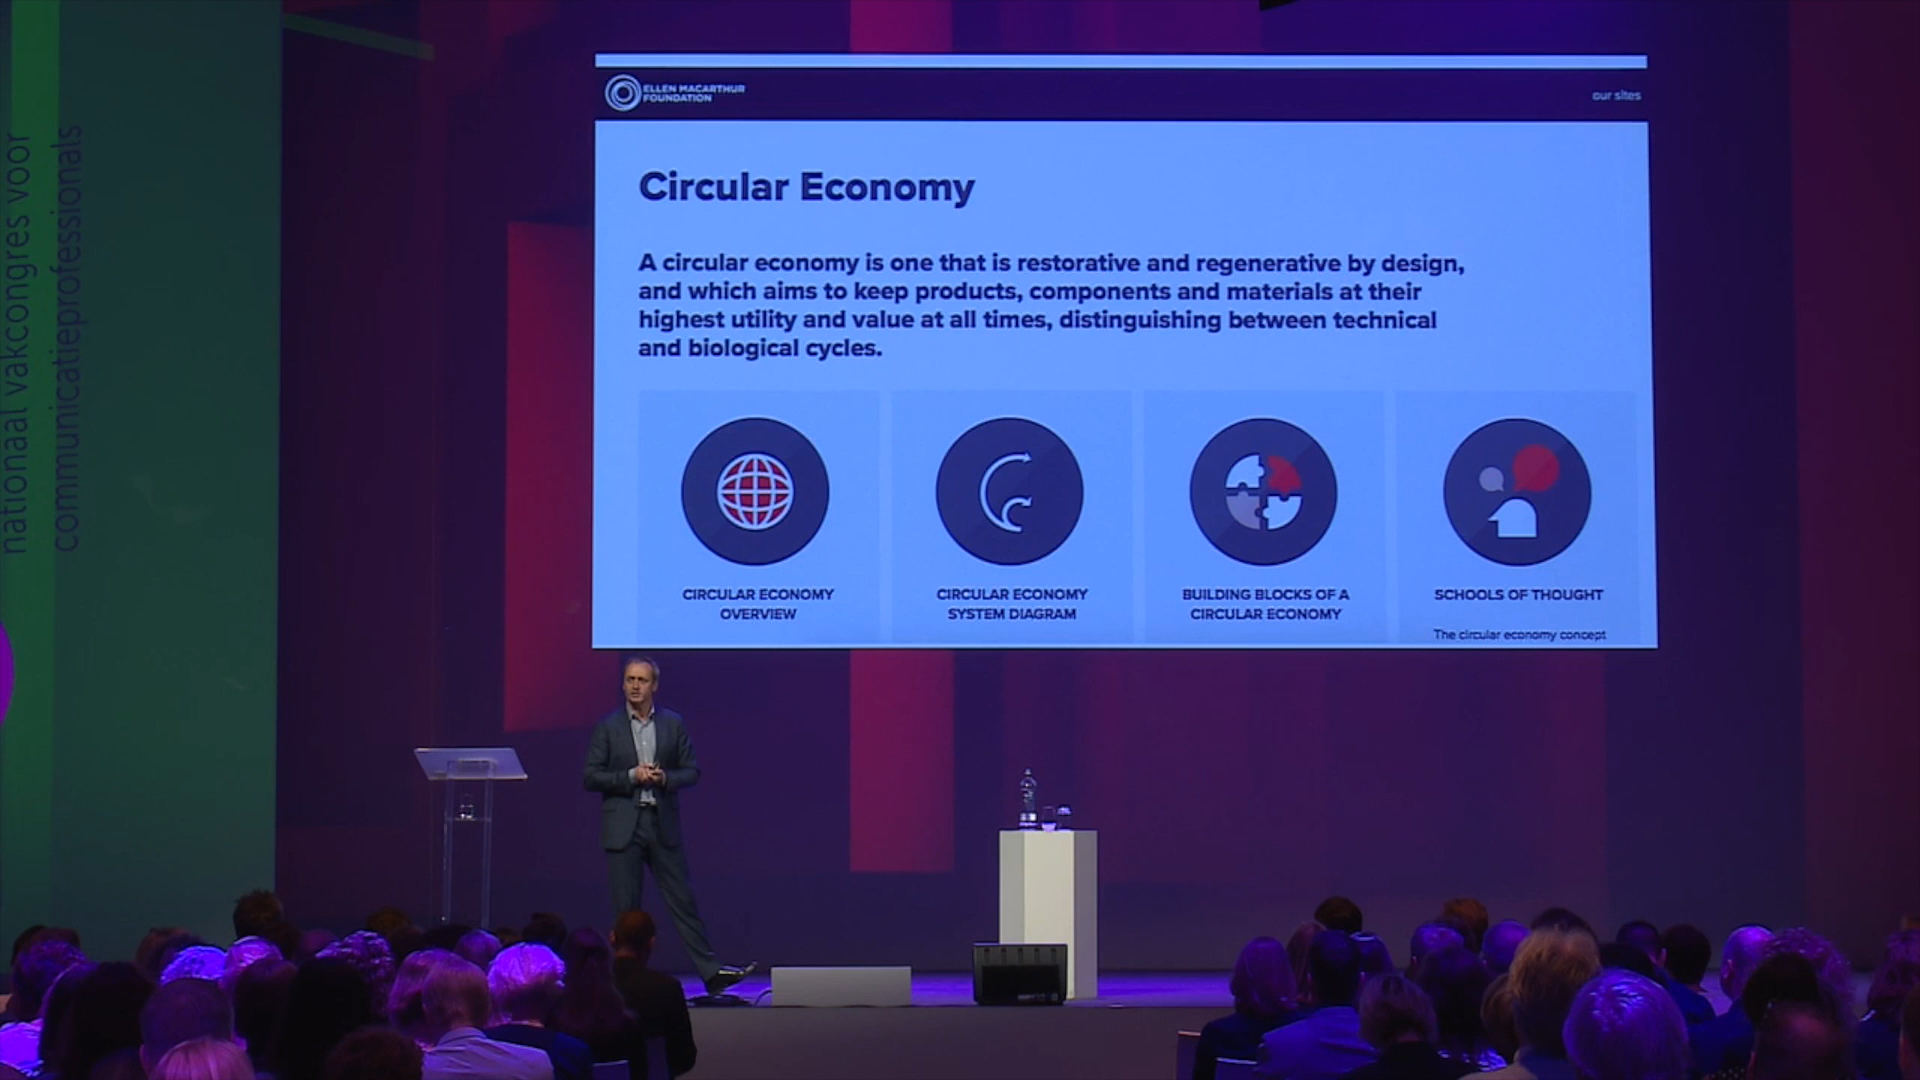 nationaal vakcongres voor
communicatieprofessionals
ELLEN MACARTHUR
FOUNDATION
our sites
Circular Economy
A circular economy is one that is restorative and regenerative by design,
and which aims to keep products, components and materials at their
highest utility and value at all times, distinguishing between technical
and biological cycles.
CIRCULAR ECONOMY
OVERVIEW
CIRCULAR ECONOMY
SYSTEM DIAGRAM
BUILDING BLOCKS OF A
CIRCULAR ECONOMY
SCHOOLS OF THOUGHT
The circular economy concept